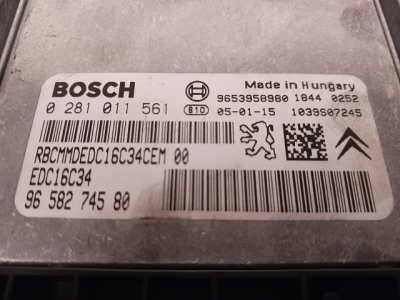 BOSCH
Made in Hungary
9653958980 1844 0252
0 281 011 561 810 05-01-15 1039S07245
RBCMMDEDC16C34CEM 00
EDC16C34
96 582 745 80